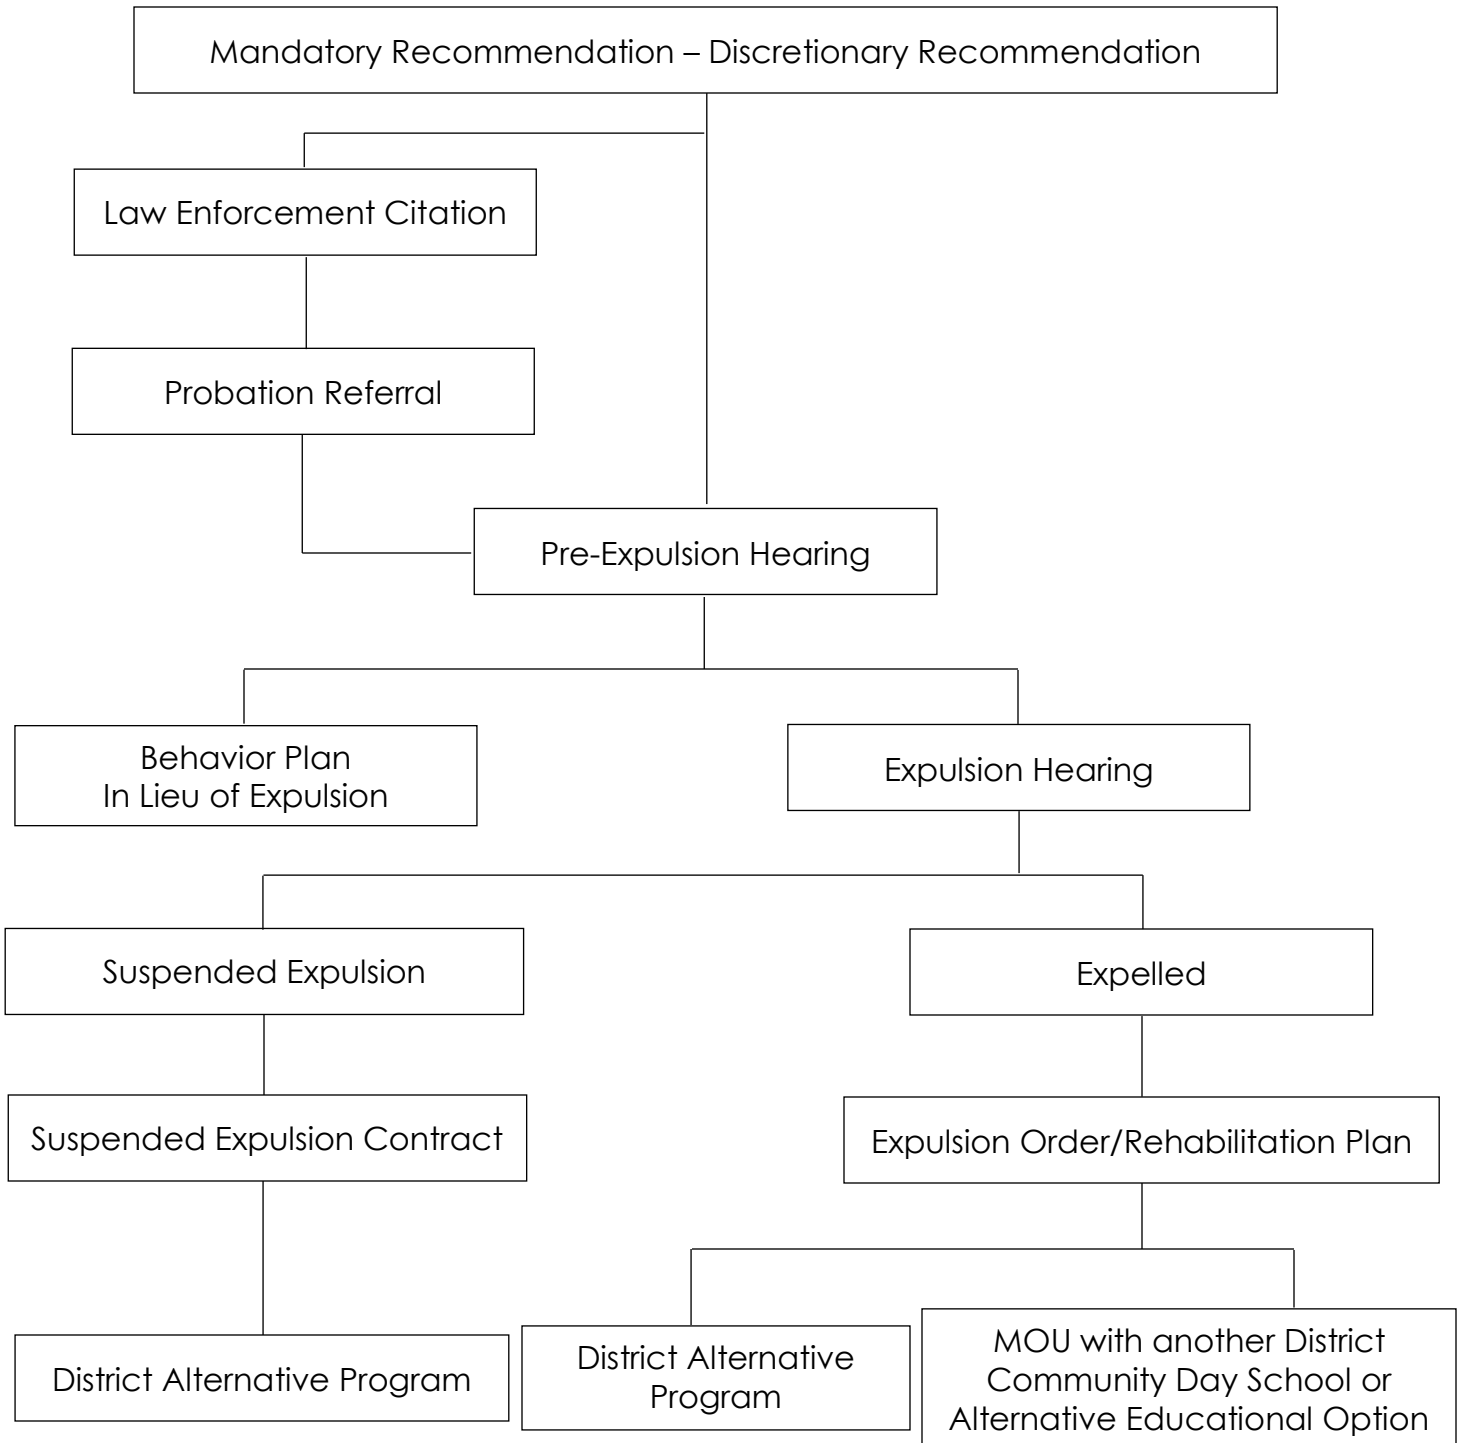 Mandatory Recommendation – Discretionary Recommendation
Law Enforcement Citation
Probation Referral
Pre-Expulsion Hearing
Behavior Plan
In Lieu of Expulsion
Expulsion Hearing
Suspended Expulsion
Expelled
Suspended Expulsion Contract
Expulsion Order/Rehabilitation Plan
District Alternative Program
District Alternative
Program
MOU with another District
Community Day School or
Alternative Educational Option